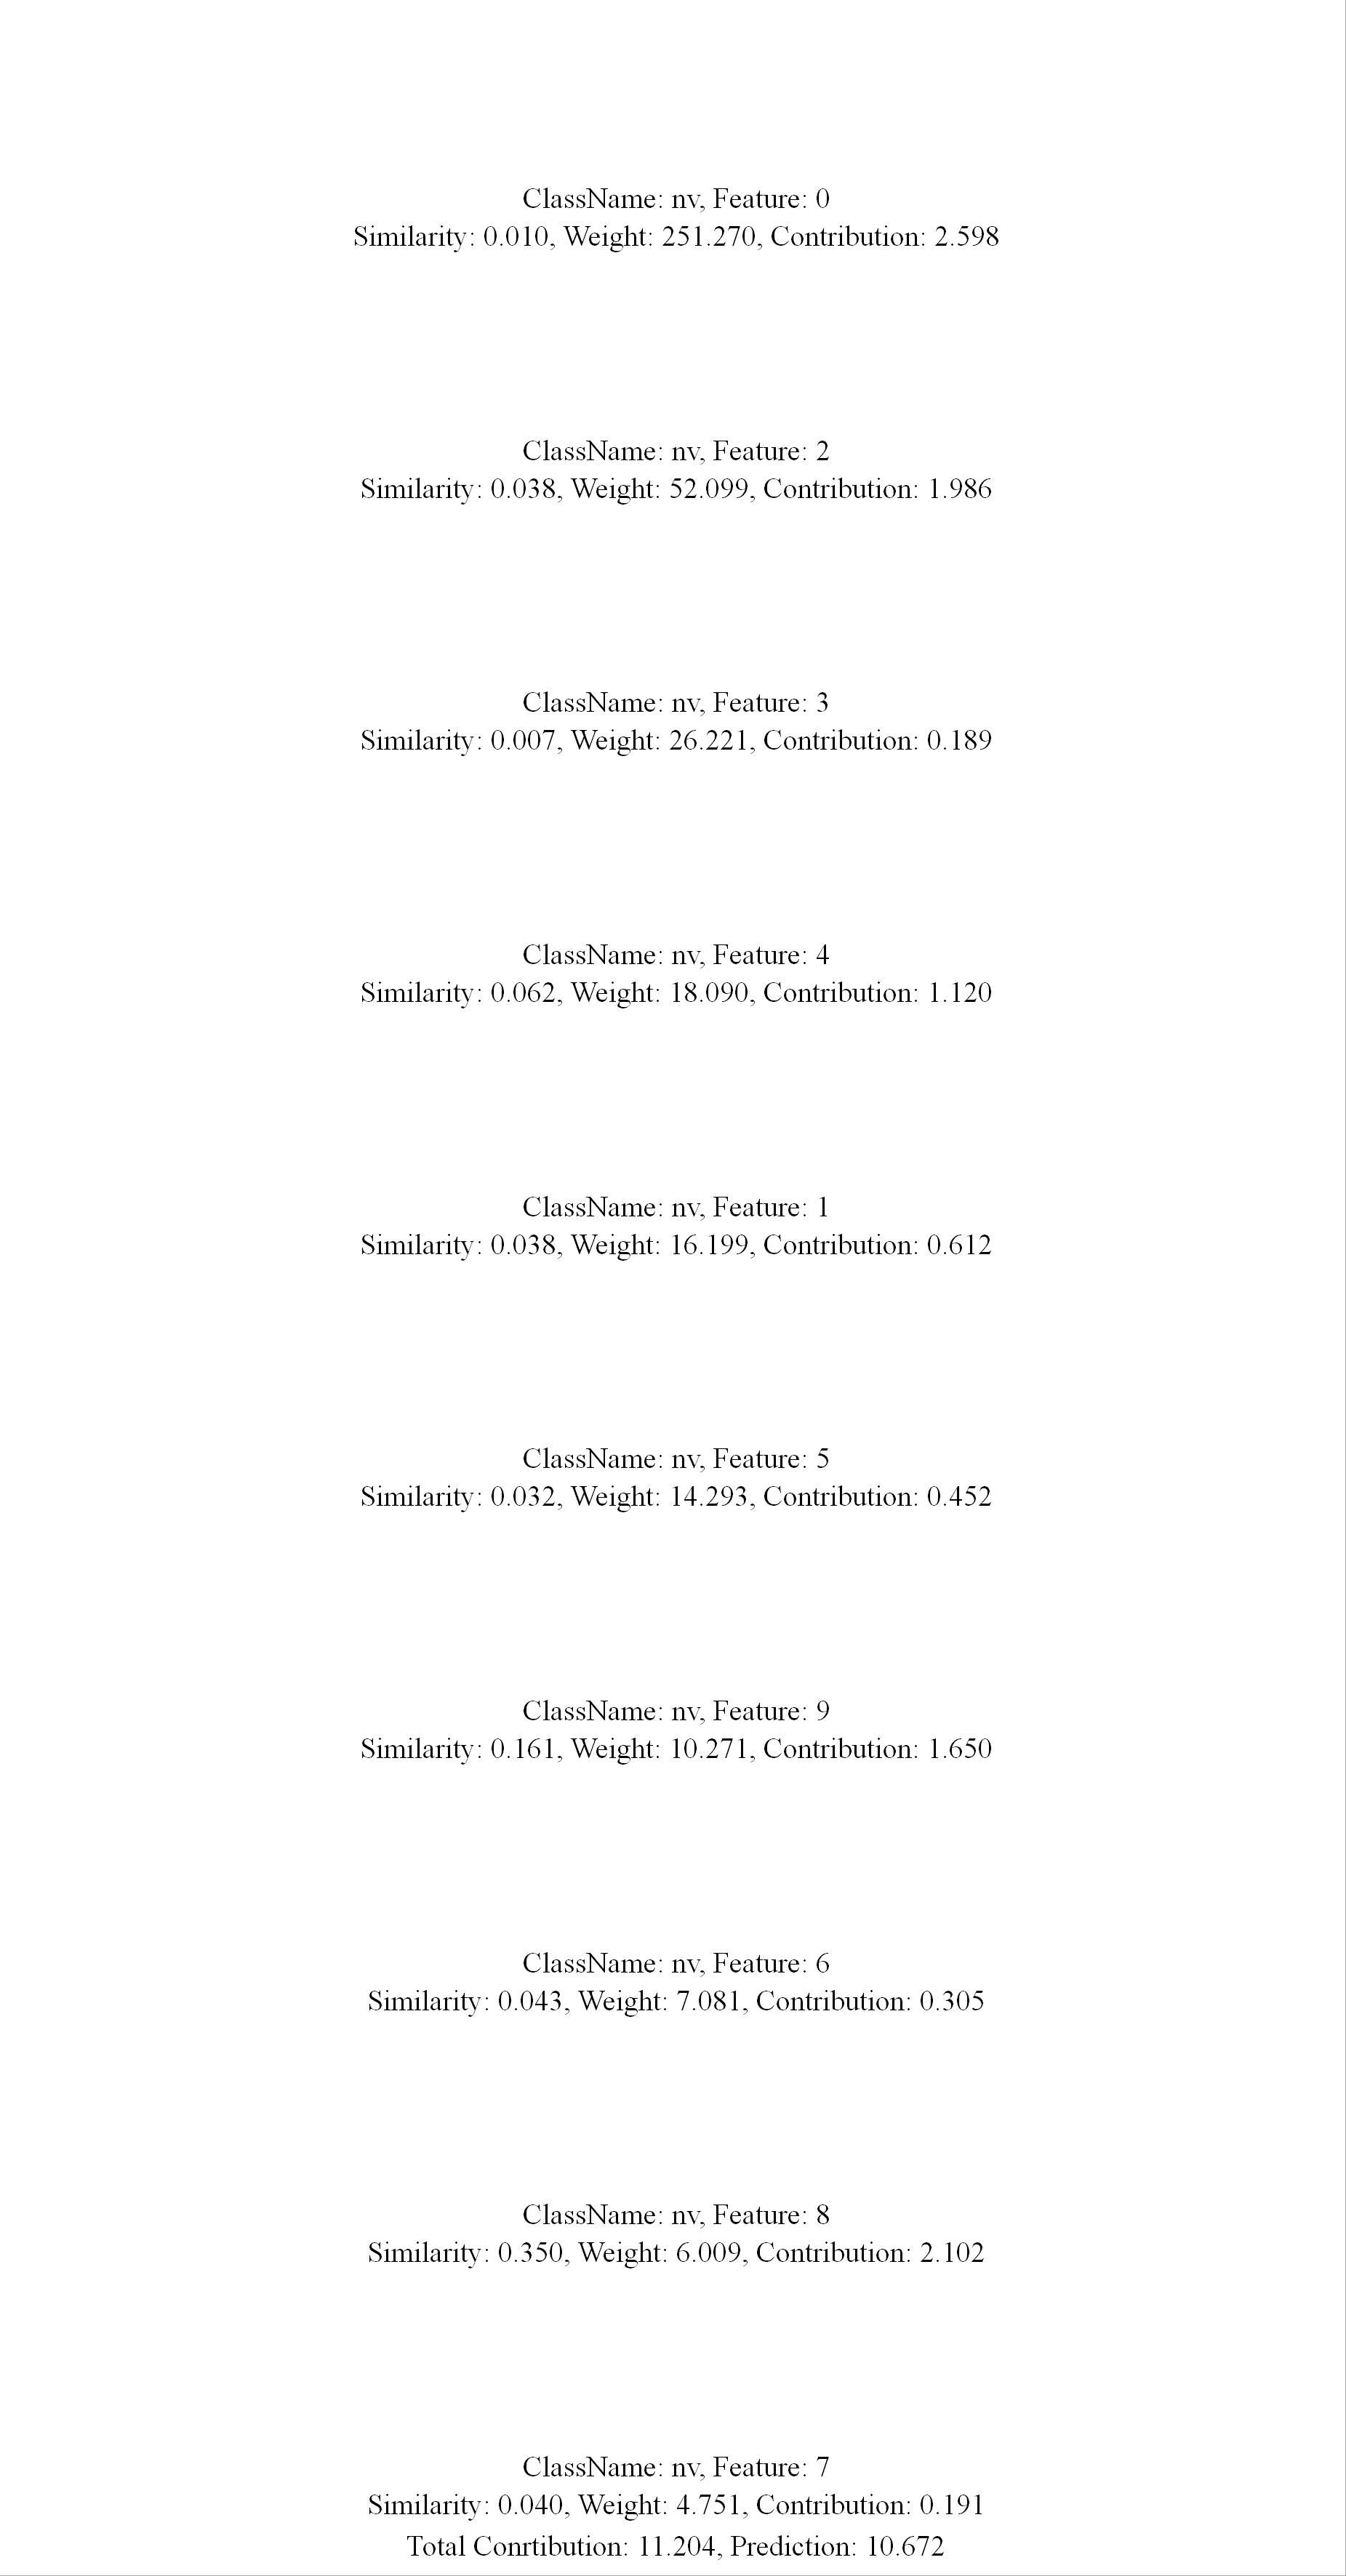 ClassName: nv, Feature: 0
Similarity: 0.010, Weight: 251.270, Contribution: 2.598
ClassName: nv, Feature: 2
Similarity: 0.038, Weight: 52.099, Contribution: 1.986
ClassName: nv, Feature: 3
Similarity: 0.007, Weight: 26.221, Contribution: 0.189
ClassName: nv, Feature: 4
Similarity: 0.062, Weight: 18.090, Contribution: 1.120
ClassName: nv, Feature: 1
Similarity: 0.038, Weight: 16.199, Contribution: 0.612
ClassName: nv, Feature: 5
Similarity: 0.032, Weight: 14.293, Contribution: 0.452
ClassName: nv, Feature: 9
Similarity: 0.161, Weight: 10.271, Contribution: 1.650
ClassName: nv, Feature: 6
Similarity: 0.043, Weight: 7.081, Contribution: 0.305
ClassName: nv, Feature: 8
Similarity: 0.350, Weight: 6.009, Contribution: 2.102
ClassName: nv, Feature: 7
Similarity: 0.040, Weight: 4.751, Contribution: 0.191
Total Conrtibution: 11.204, Prediction: 10.672